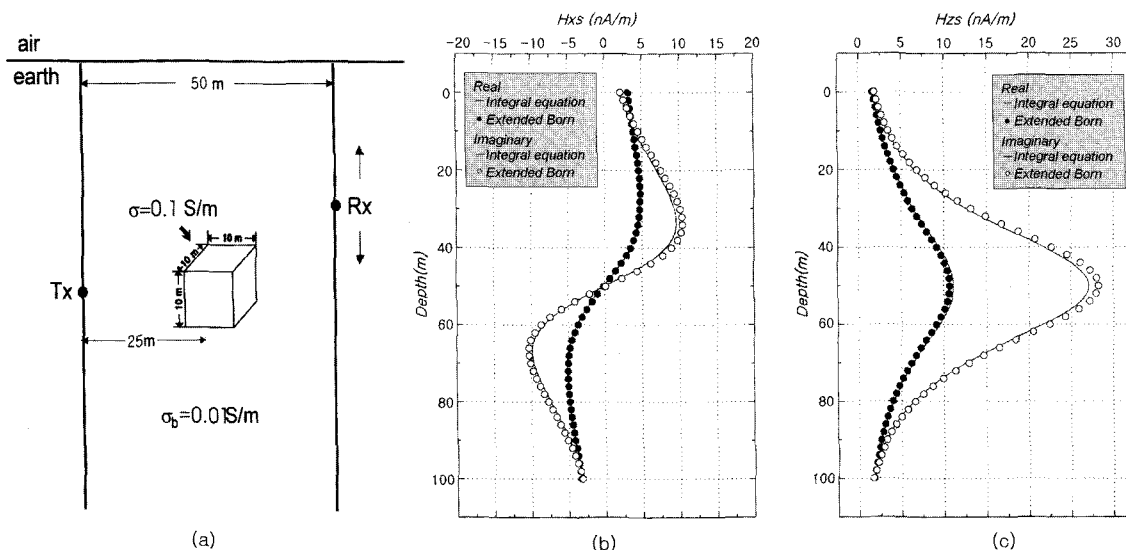 air
earth
50 m
σ=0.1 S/m
10 m
10 m
10 m
Rx
Tx
25m
σb=0.01S/m
(a)
Hxs (nA/m)
−20 −15 −10 −5 0 5 10 15 20
Depth(m)
0
20
40
60
80
100
Real
Integral equation
Extended Born
Imaginary
Integral equation
Extended Born
(b)
Hzs (nA/m)
0 5 10 15 20 25 30
Depth(m)
0
20
40
60
80
100
Real
Integral equation
Extended Born
Imaginary
Integral equation
Extended Born
(c)